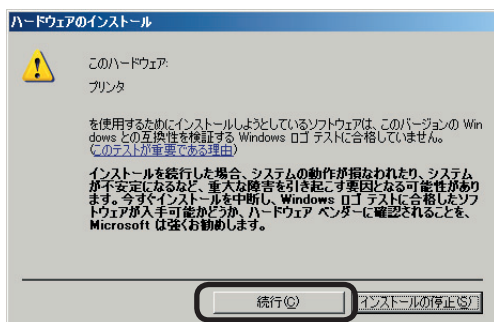 ハードウェアのインストール
このハードウェア:
プリンタ
を使用するためにインストールしようとしているソフトウェアは、このバージョンの Win
dows との互換性を検証する Windows ロゴ テストに合格していません。
(このテストが重要である理由)
インストールを続行した場合、システムの動作が損なわれたり、システム
が不安定になるなど、重大な障害を引き起こす要因となる可能性があり
ます。今すぐインストールを中断し、Windows ロゴ テストに合格したソフ
トウェアが入手可能かどうか、ハードウェア ベンダーに確認されることを、
Microsoft は強くお勧めします。
続行(C) インストールの停止(S)